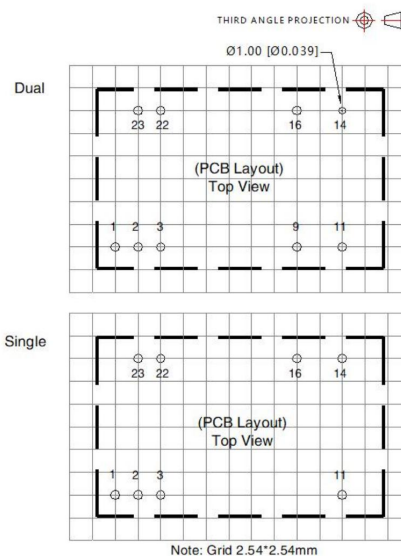 THIRD ANGLE PROJECTION
Ø1.00 [Ø0.039]
Dual
23 22 16 14
(PCB Layout)
Top View
1 2 3 9 11
Single
23 22 16 14
(PCB Layout)
Top View
1 2 3 11
Note: Grid 2.54*2.54mm